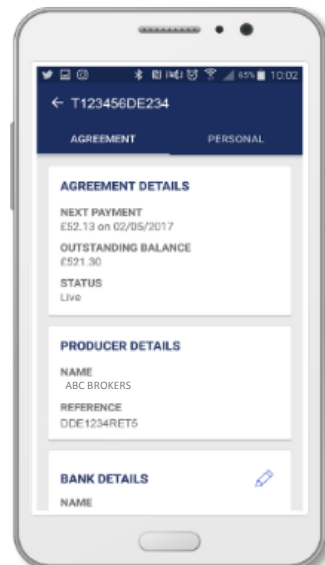 65% 10:02
← T123456DE234
AGREEMENT PERSONAL
AGREEMENT DETAILS
NEXT PAYMENT
£52.13 on 02/05/2017
OUTSTANDING BALANCE
£521.30
STATUS
Live
PRODUCER DETAILS
NAME
ABC BROKERS
REFERENCE
DDE1234RET5
BANK DETAILS
NAME